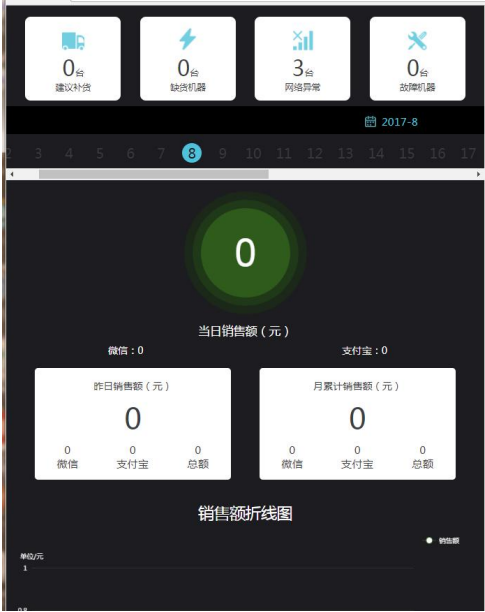 0台 0台 3台 0台
建议补货 缺货机器 网络异常 故障机器
2017-8
2 3 4 5 6 7 8 9 10 11 12 13 14 15 16 17
0
当日销售额（元）
微信：0 支付宝：0
昨日销售额（元） 月累计销售额（元）
0 0
0 0 0 0 0 0
微信 支付宝 总额 微信 支付宝 总额
销售额折线图
销售额
单位/元
1
0.8